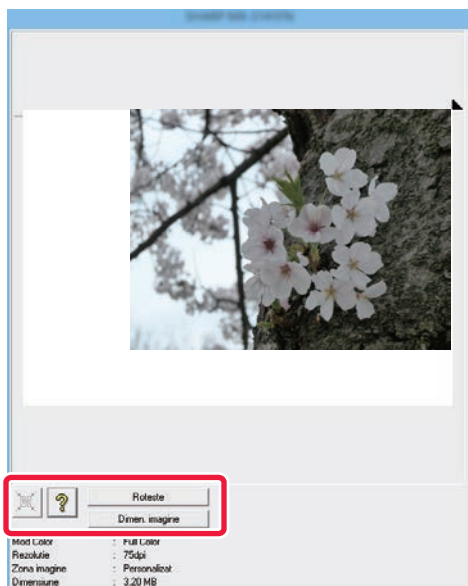 ?
Roteste
Dimen. imagine
Mod Color : Full Color
Rezolutie : 75dpi
Zona imagine : Personalizat
Dimensiune : 3.20 MB